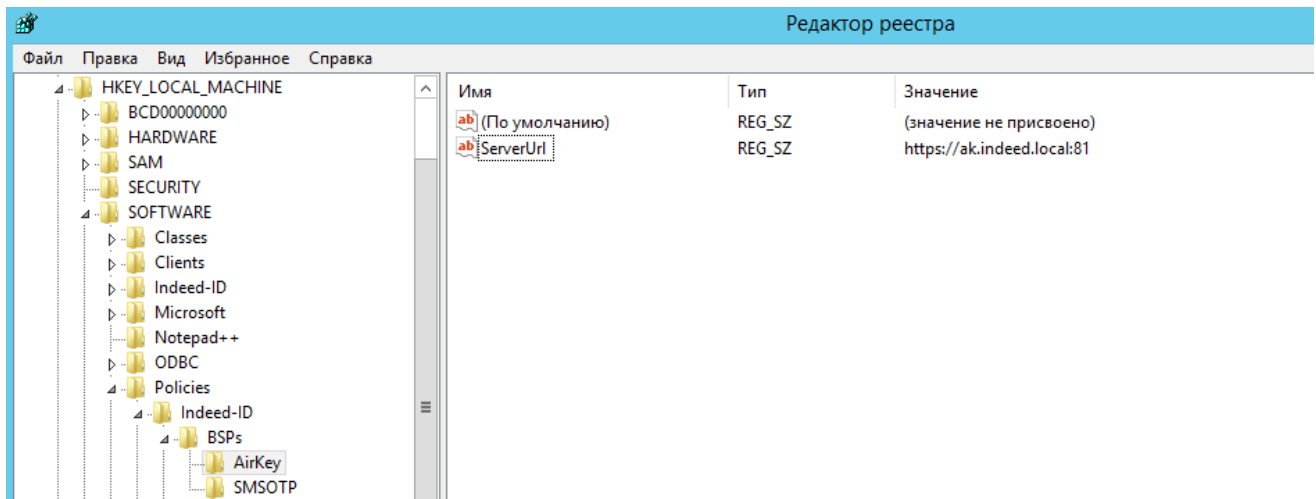 Редактор реестра
Файл Правка Вид Избранное Справка
HKEY_LOCAL_MACHINE
BCD00000000
HARDWARE
SAM
SECURITY
SOFTWARE
Classes
Clients
Indeed-ID
Microsoft
Notepad++
ODBC
Policies
Indeed-ID
BSPs
AirKey
SMSOTP
Имя Тип Значение
ab (По умолчанию) REG_SZ (значение не присвоено)
ab ServerUrl REG_SZ https://ak.indeed.local:81